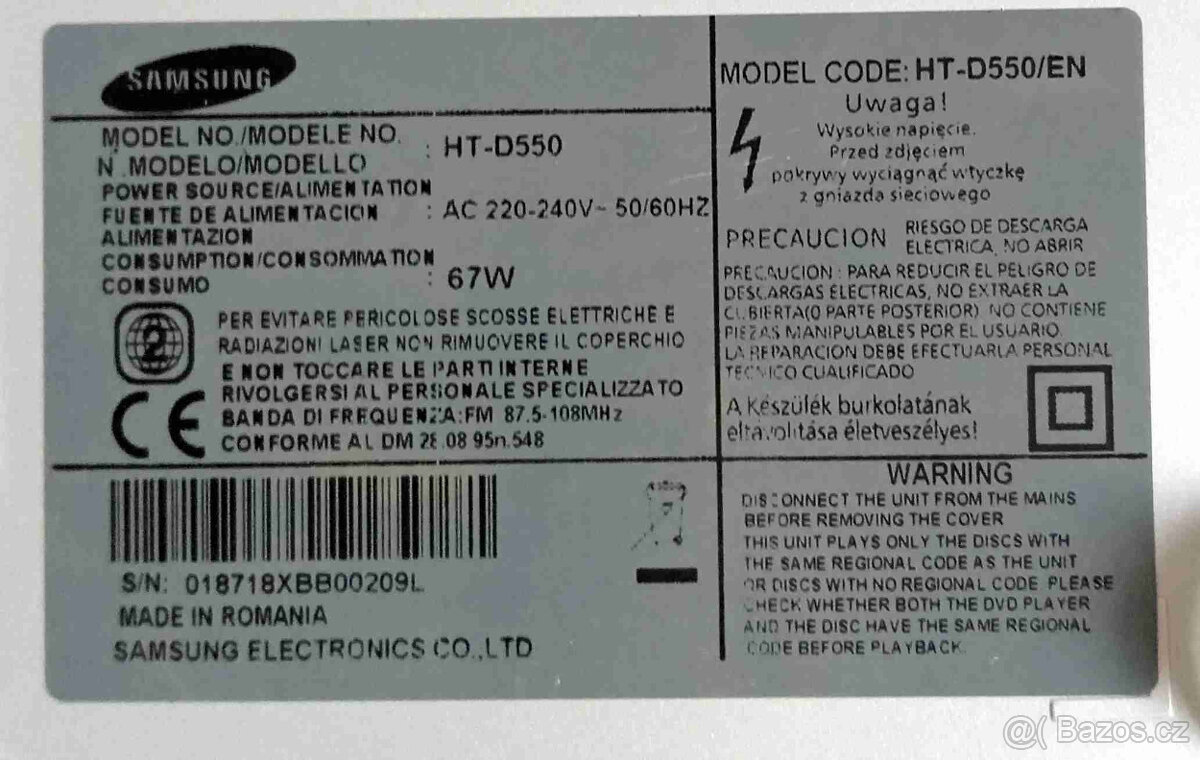 SAMSUNG
MODEL NO./MODELE NO.
N.MODELO/MODELLO
: HT-D550
POWER SOURCE/ALIMENTATION
FUENTE DE ALIMENTACION
: AC 220-240V~ 50/60HZ
ALIMENTAZION
CONSUMPTION/CONSOMMATION
CONSUMO
: 67W
2
PER EVITARE PERICOLOSE SCOSSE ELETTRICHE E
RADIAZIONI LASER NON RIMUOVERE IL COPERCHIO
E NON TOCCARE LE PARTI INTERNE
RIVOLGERSI AL PERSONALE SPECIALIZZATO
BANDA DI FREQUENZA:FM 87.5-108MHz
CONFORME AL DM 28.08 95n.548
CE
S/N: 018718XBB00209L
MADE IN ROMANIA
SAMSUNG ELECTRONICS CO.,LTD
MODEL CODE: HT-D550/EN
Uwaga!
Wysokie napięcie.
Przed zdjęciem
pokrywy wyciągnąć wtyczkę
z gniazda sieciowego
PRECAUCION
RIESGO DE DESCARGA
ELECTRICA, NO ABRIR
PRECAUCION : PARA REDUCIR EL PELIGRO DE
DESCARGAS ÉLECTRICAS, NO EXTRAER LA
CUBIERTA(O PARTE POSTERIOR) NO CONTIENE
PIEZAS MANIPULABLES POR EL USUARIO.
LA REPARACION DEBE EFECTUARLA PERSONAL
TECNICO CUALIFICADO
A Készülék burkolatának
eltávolitása életveszélyes!
WARNING
DISCONNECT THE UNIT FROM THE MAINS
BEFORE REMOVING THE COVER
THIS UNIT PLAYS ONLY THE DISCS WITH
THE SAME REGIONAL CODE AS THE UNIT
OR DISCS WITH NO REGIONAL CODE. PLEASE
CHECK WHETHER BOTH THE DVD PLAYER
AND THE DISC HAVE THE SAME REGIONAL
CODE BEFORE PLAYBACK.
@( Bazoš.cz